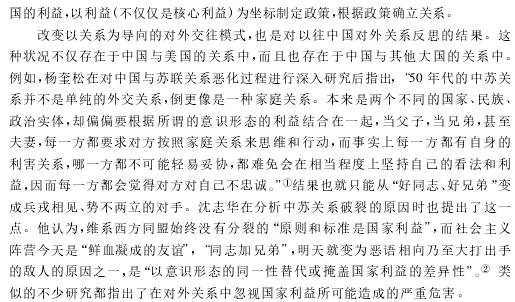 国的利益,以利益(不仅仅是核心利益)为坐标制定政策,根据政策确立关系。
改变以关系为导向的对外交往模式,也是对以往中国对外关系反思的结果。这
种状况不仅存在于中国与美国的关系中,而且也存在于中国与其他大国的关系中。
例如,杨奎松在对中国与苏联关系恶化过程进行深入研究后指出,“50 年代的中苏关
系并不是单纯的外交关系,倒更像是一种家庭关系。本来是两个不同的国家、民族、
政治实体,却偏偏要根据所谓的意识形态的利益结合在一起,当父子,当兄弟,甚至
夫妻,每一方都要求对方按照家庭关系来思维和行动,而事实上每一方都有自身的
利害关系,哪一方都不可能轻易妥协,都难免会在相当程度上坚持自己的看法和利
益,因而每一方都会觉得对方对自己不忠诚。”①结果也就只能从“好同志、好兄弟”变
成兵戎相见、势不两立的对手。沈志华在分析中苏关系破裂的原因时也提出了这一
点。他认为,维系西方同盟始终没有分裂的“原则和标准是国家利益”,而社会主义
阵营今天是“鲜血凝成的友谊”,“同志加兄弟”,明天就变为恶语相向乃至大打出手
的敌人的原因之一,是“以意识形态的同一性替代或掩盖国家利益的差异性”。② 类
似的不少研究都指出了在对外关系中忽视国家利益所可能造成的严重危害。